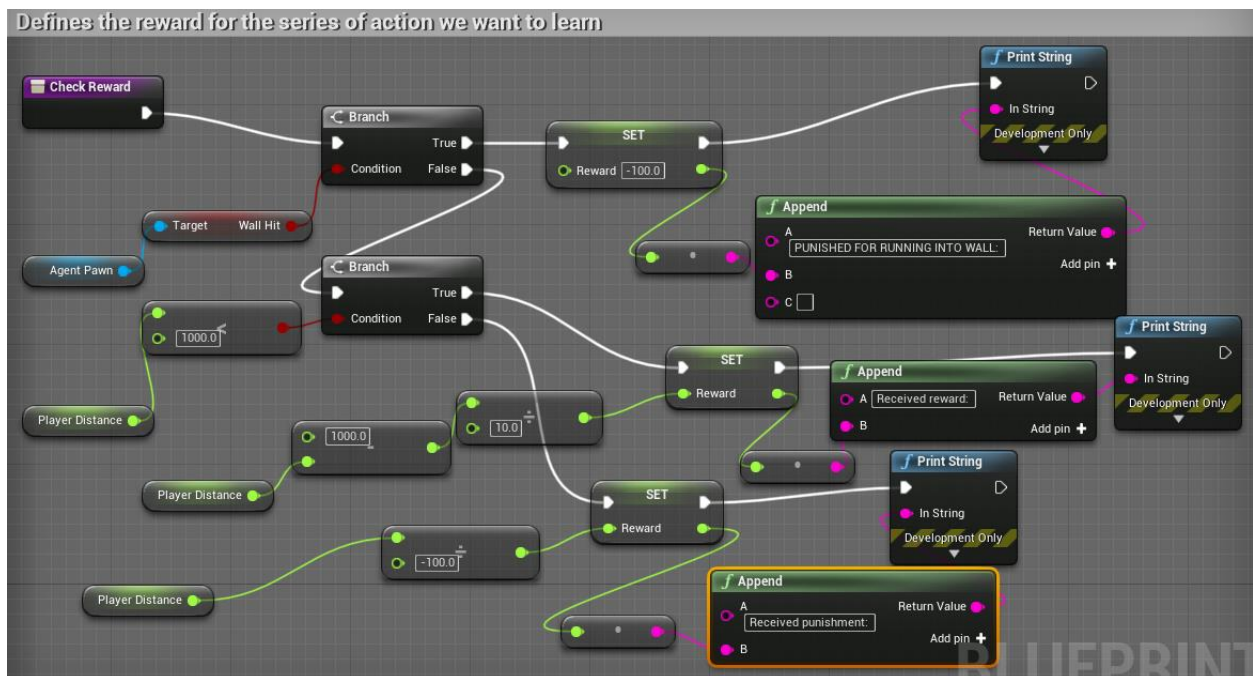 Defines the reward for the series of action we want to learn
Check Reward
Branch
True
Condition
False
Target
Wall Hit
Agent Pawn
SET
Reward -100.0
Print String
In String
Development Only
Append
A
PUNISHED FOR RUNNING INTO WALL:
Return Value
B
Add pin +
C
Branch
True
Condition
False
<
1000.0
Player Distance
SET
Reward
Print String
In String
Development Only
Append
A Received reward:
Return Value
B
Add pin +
÷
10.0
1000.0
-
Player Distance
SET
Reward
Print String
In String
Development Only
÷
-100.0
Player Distance
Append
A
Received punishment:
Return Value
B
Add pin +
BLUEPRINT